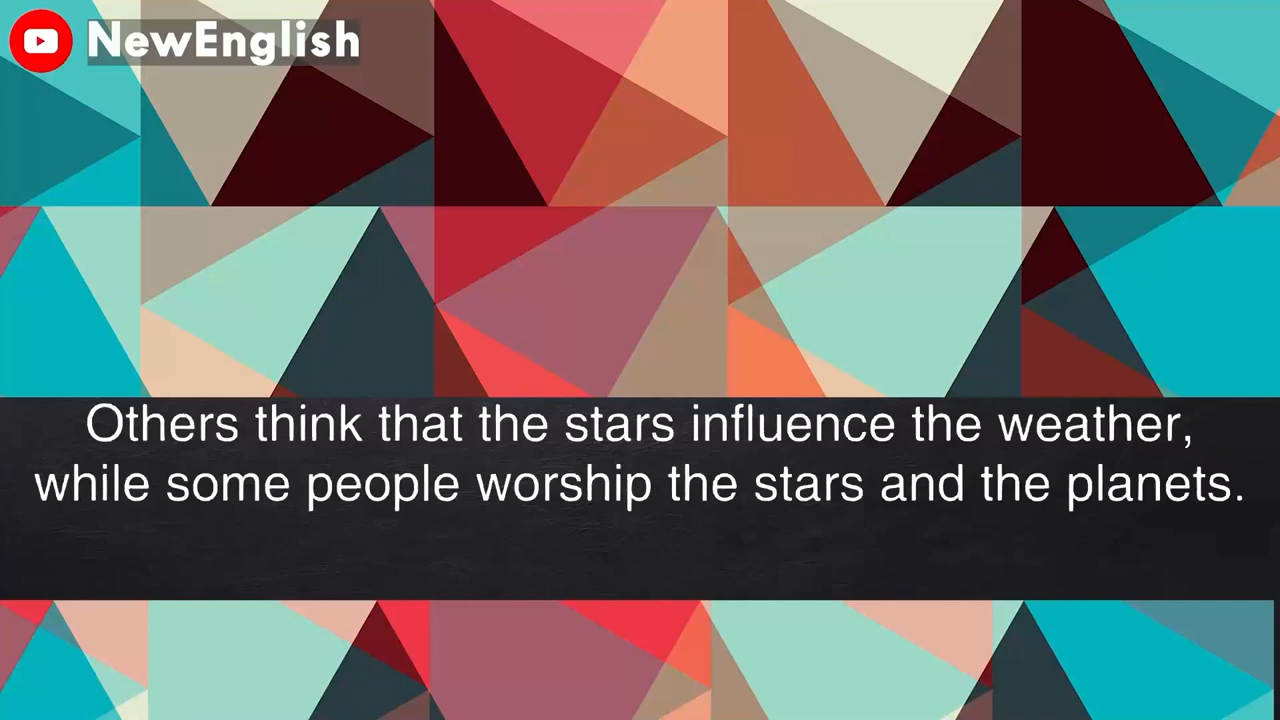 NewEnglish
Others think that the stars influence the weather,
while some people worship the stars and the planets.